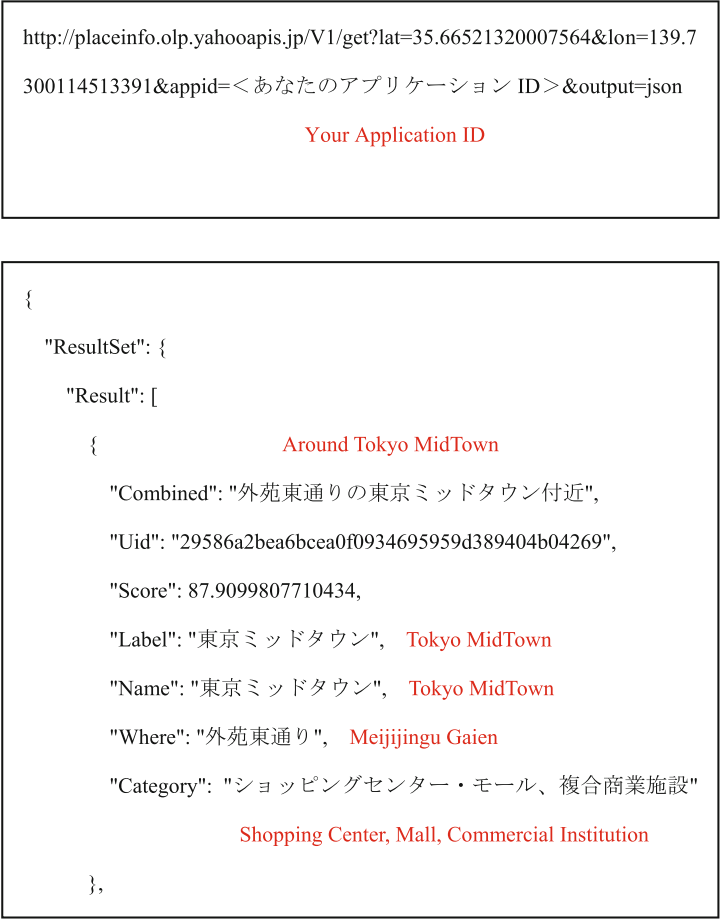 http://placeinfo.olp.yahooapis.jp/V1/get?lat=35.66521320007564&lon=139.7
300114513391&appid=＜あなたのアプリケーション ID＞&output=json
Your Application ID
{
"ResultSet": {
"Result": [
{ Around Tokyo MidTown
"Combined": "外苑東通りの東京ミッドタウン付近",
"Uid": "29586a2bea6bcea0f0934695959d389404b04269",
"Score": 87.9099807710434,
"Label": "東京ミッドタウン", Tokyo MidTown
"Name": "東京ミッドタウン", Tokyo MidTown
"Where": "外苑東通り", Meijijingu Gaien
"Category": "ショッピングセンター・モール、複合商業施設"
Shopping Center, Mall, Commercial Institution
},